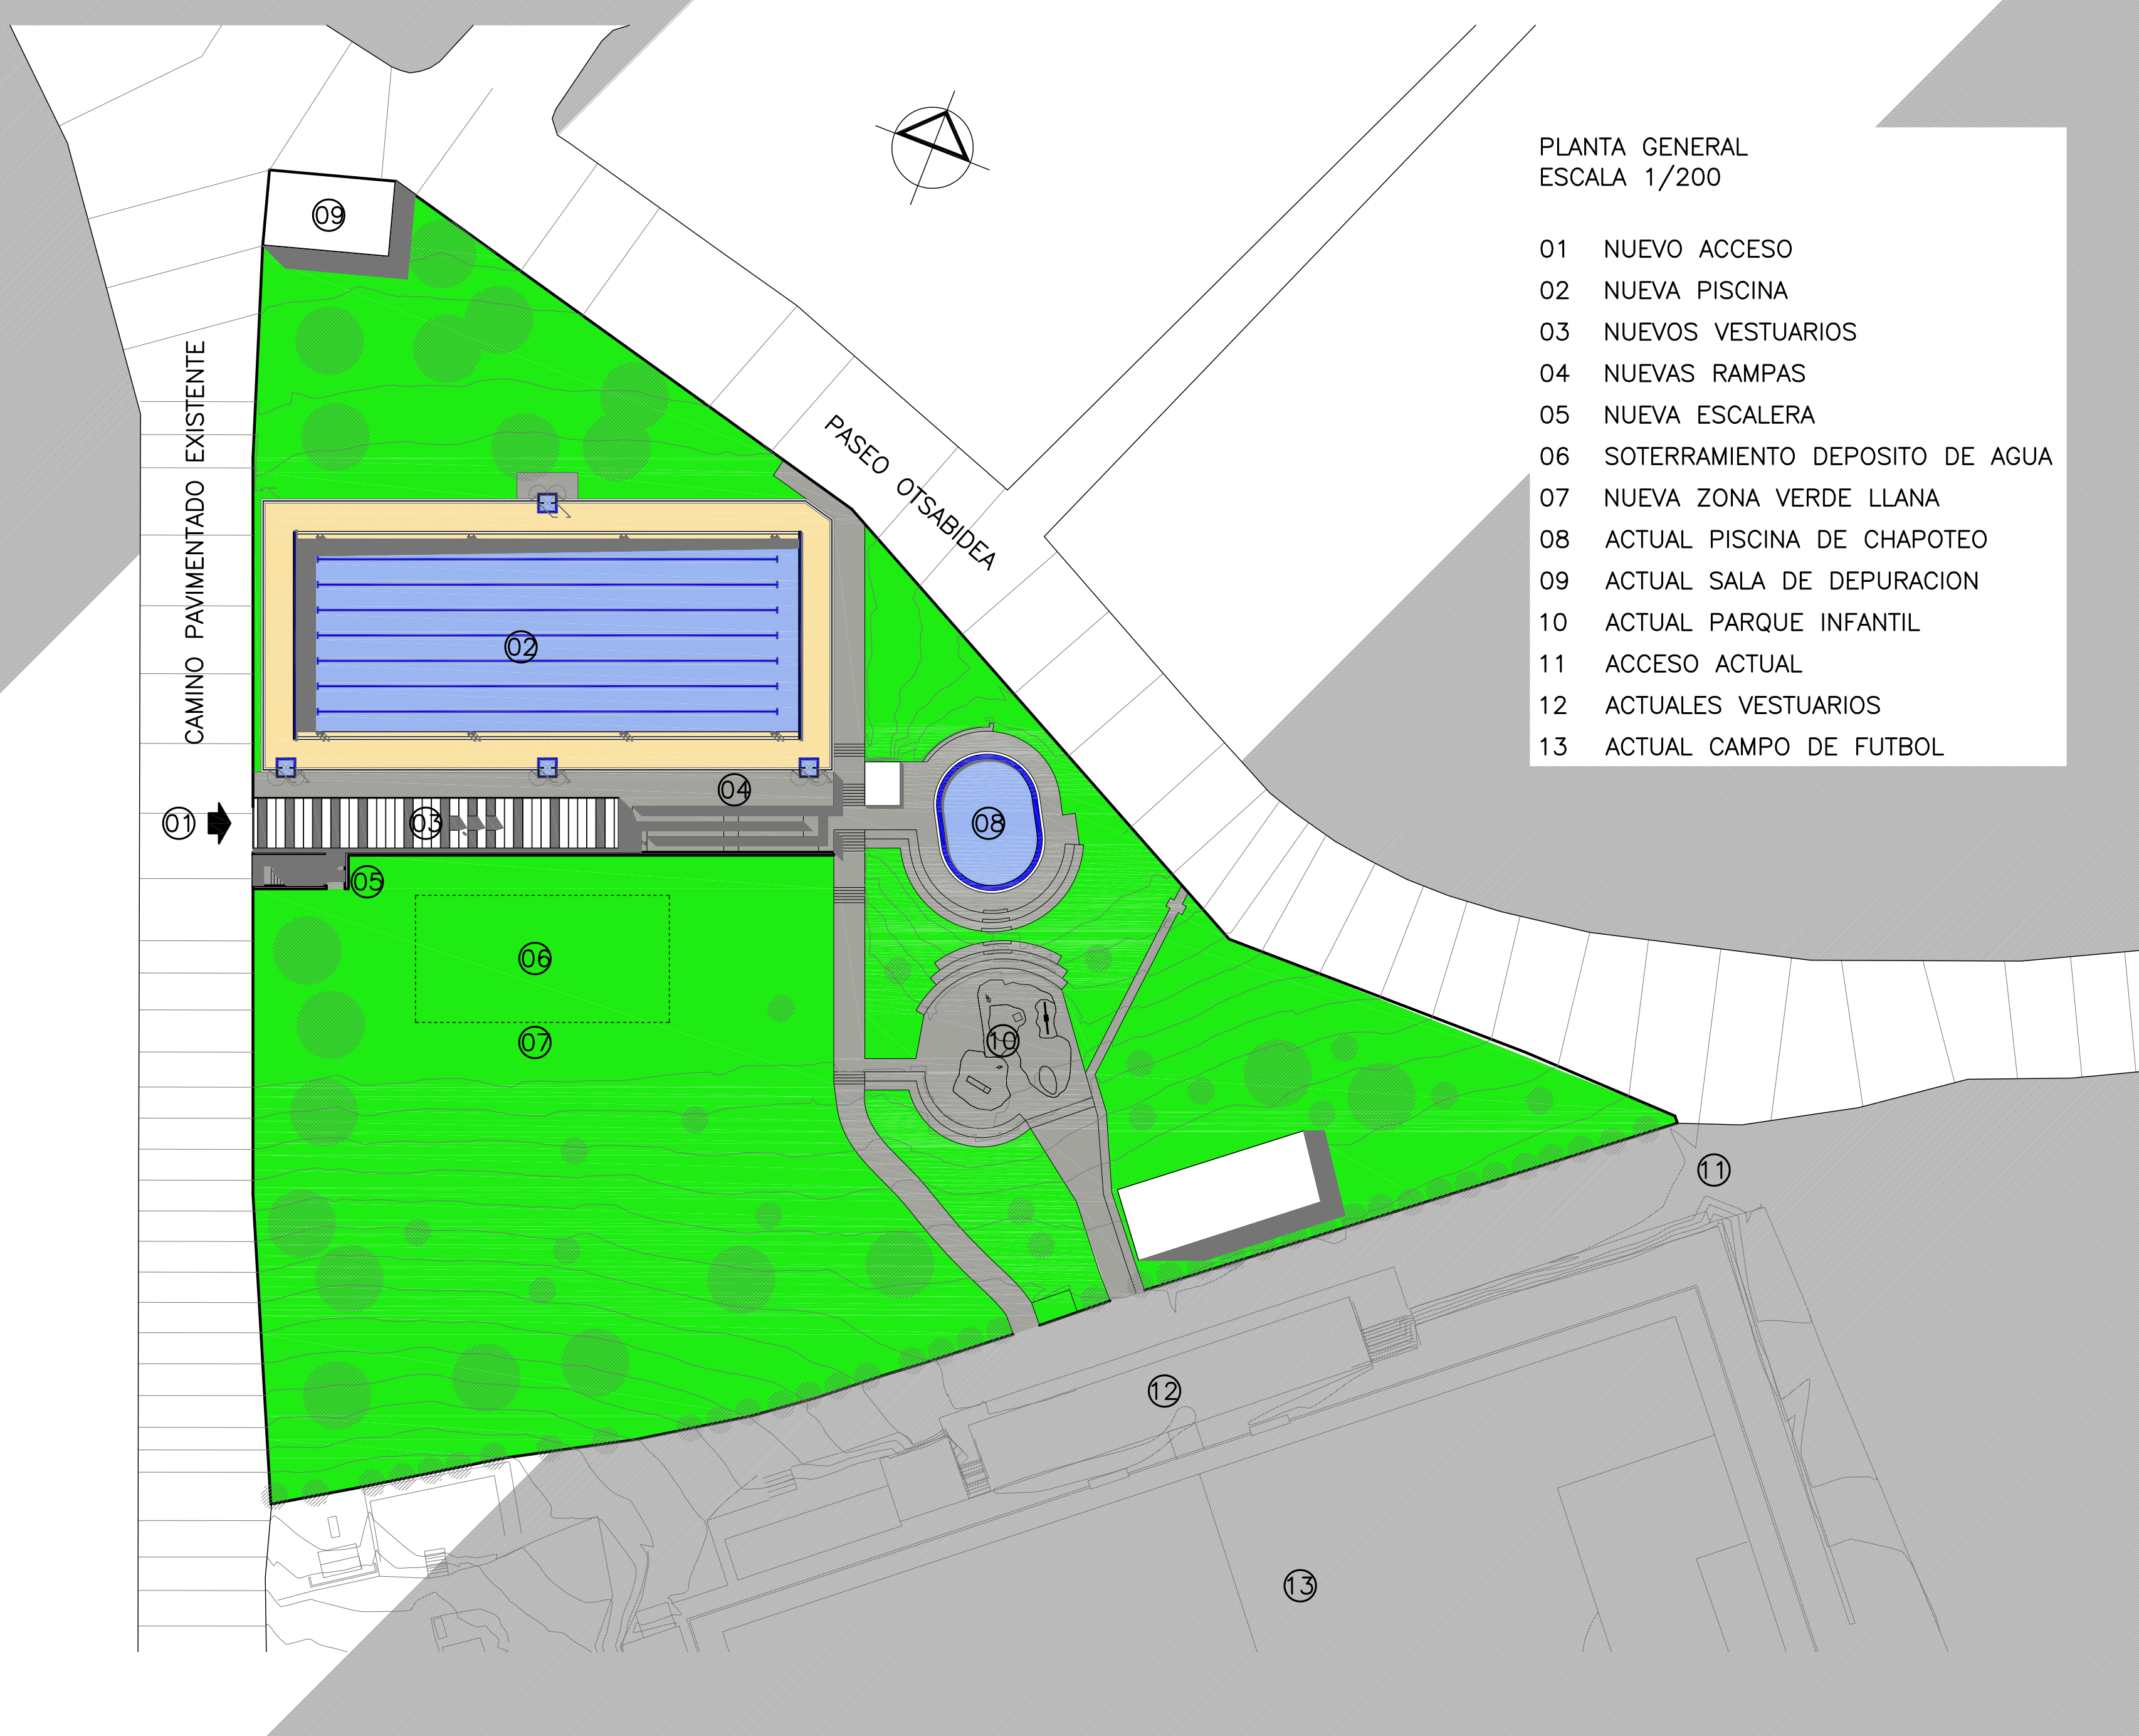 PLANTA GENERAL
ESCALA 1/200
01 NUEVO ACCESO
02 NUEVA PISCINA
03 NUEVOS VESTUARIOS
04 NUEVAS RAMPAS
05 NUEVA ESCALERA
06 SOTERRAMIENTO DEPOSITO DE AGUA
07 NUEVA ZONA VERDE LLANA
08 ACTUAL PISCINA DE CHAPOTEO
09 ACTUAL SALA DE DEPURACION
10 ACTUAL PARQUE INFANTIL
11 ACCESO ACTUAL
12 ACTUALES VESTUARIOS
13 ACTUAL CAMPO DE FUTBOL
09
CAMINO PAVIMENTADO EXISTENTE
PASEO OTSABIDEA
02
04
01
03
08
05
06
07
10
11
12
13